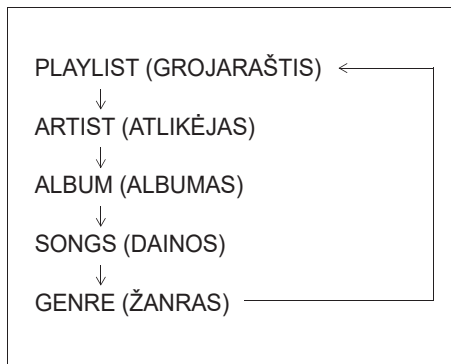 PLAYLIST (GROJARAŠTIS)
ARTIST (ATLIKĖJAS)
ALBUM (ALBUMAS)
SONGS (DAINOS)
GENRE (ŽANRAS)